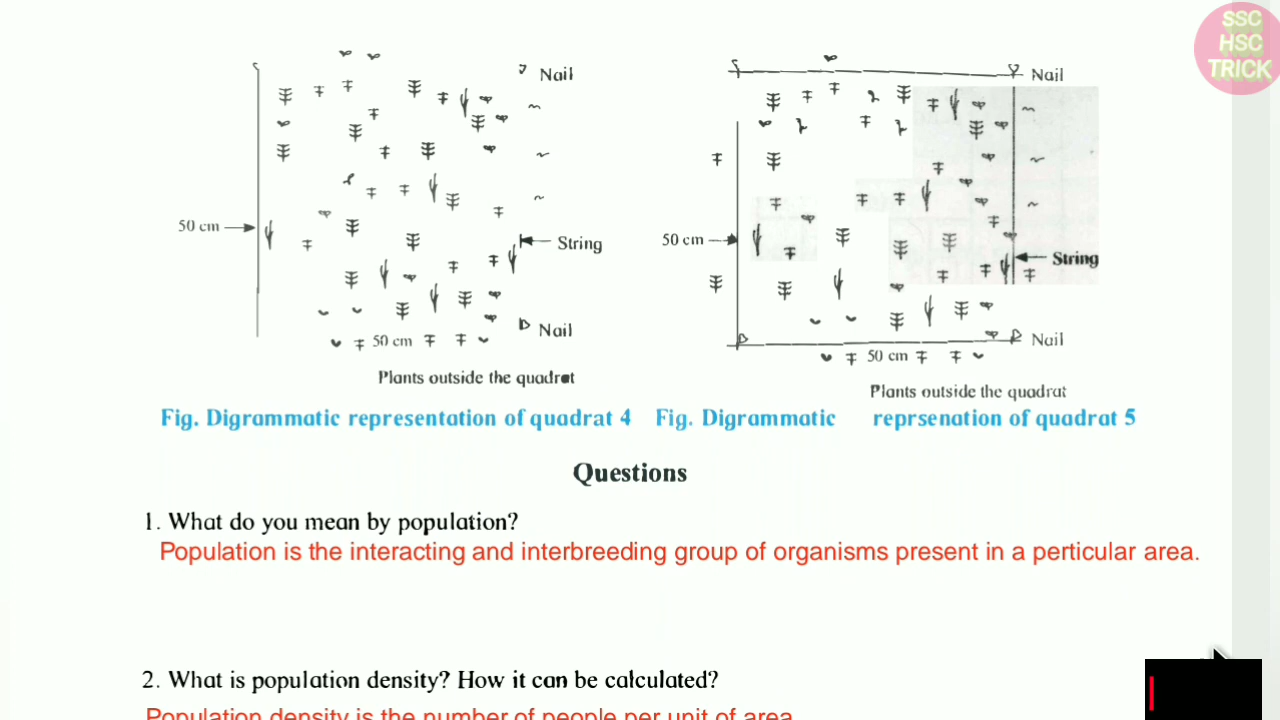 SSC
HSC
TRICK
Nail
Nail
50 cm
String
50 cm
String
Nail
50 cm
Nail
50 cm
Plants outside the quadrat
Plants outside the quadrat
Fig. Digrammatic representation of quadrat 4
Fig. Digrammatic reprsenation of quadrat 5
Questions
1. What do you mean by population?
Population is the interacting and interbreeding group of organisms present in a perticular area.
2. What is population density? How it can be calculated?
Population density is the number of people per unit of area